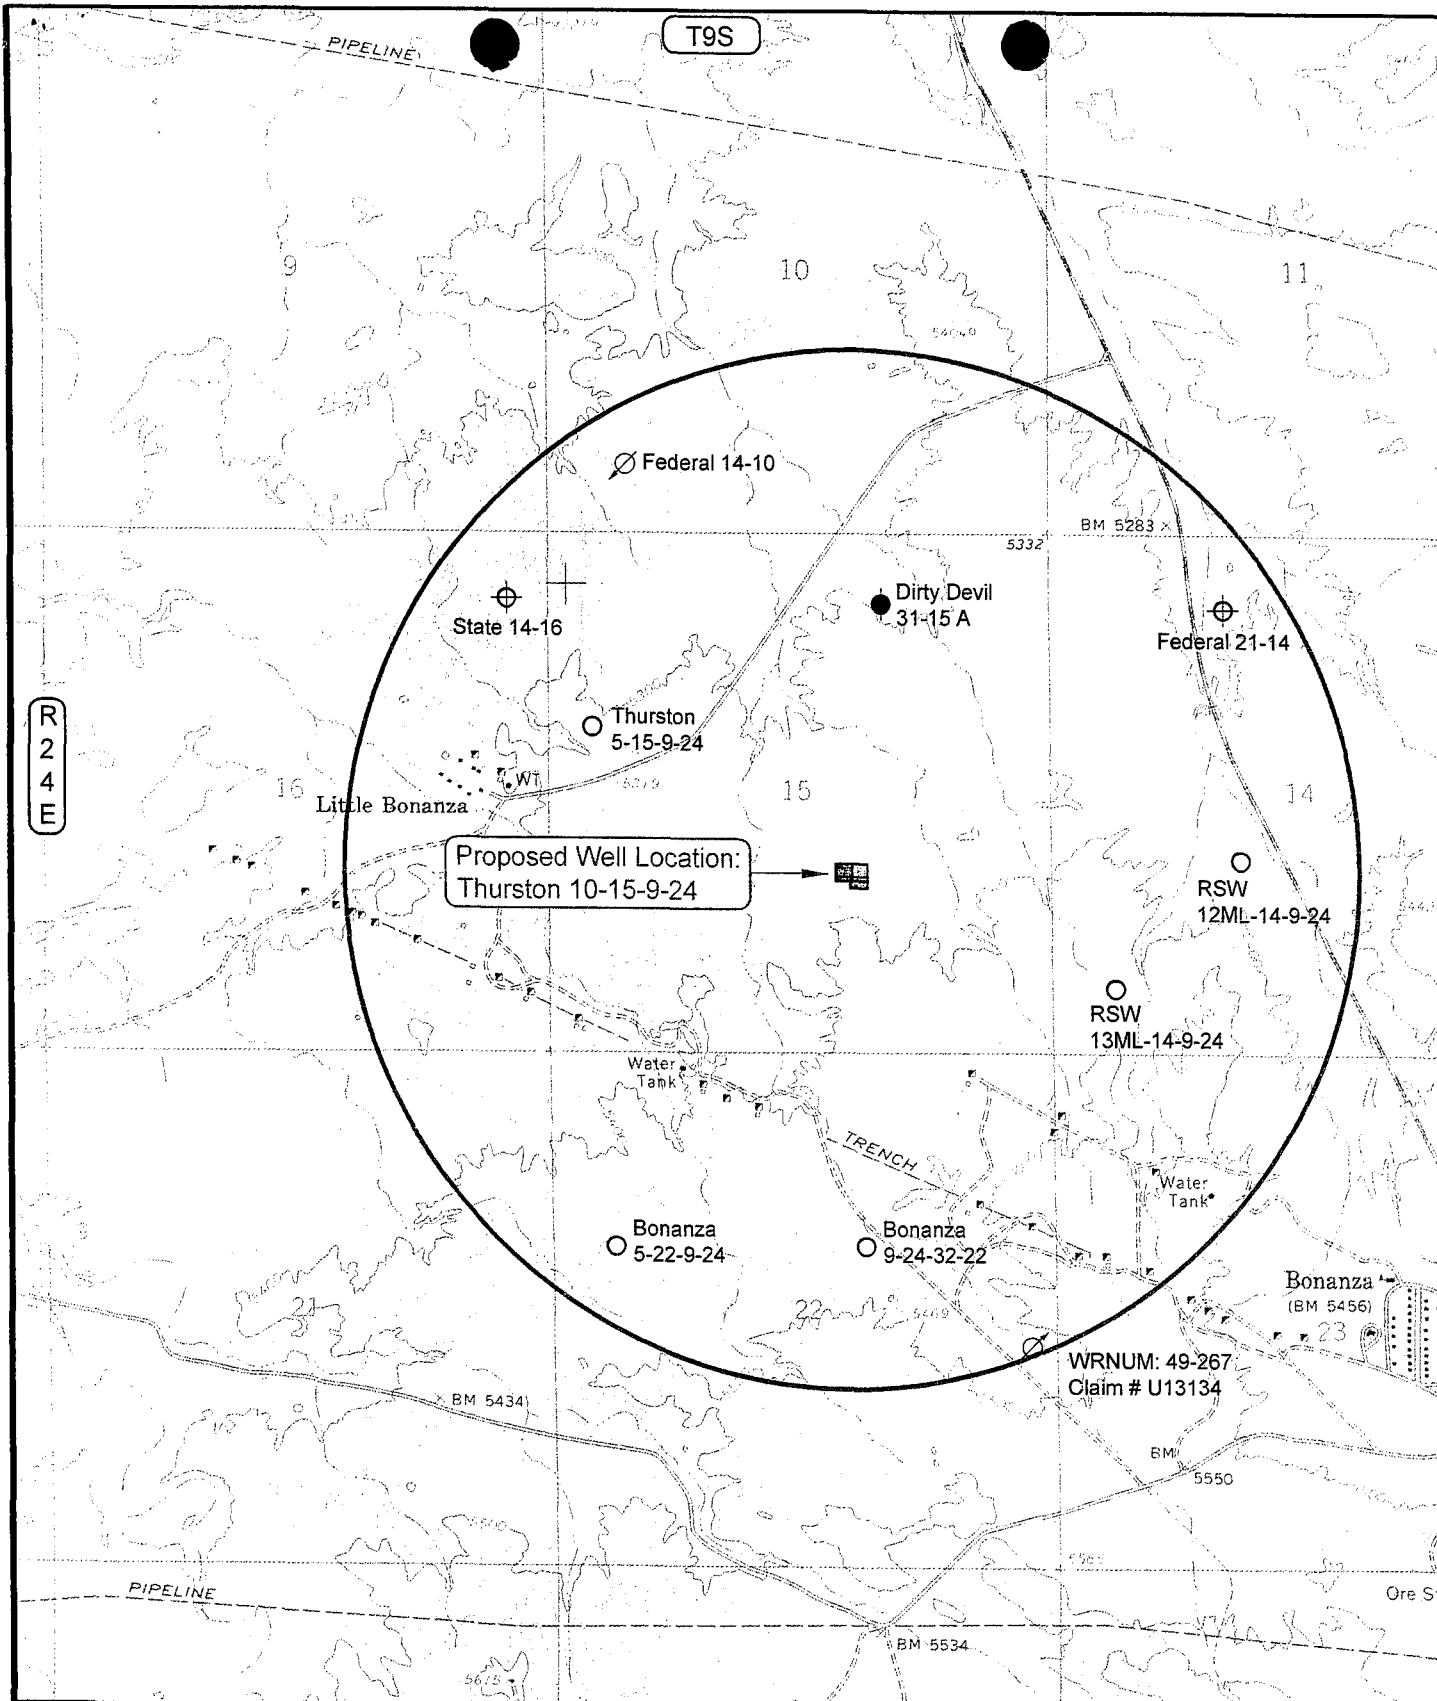 T9S
PIPELINE
9
10
11
Federal 14-10
BM 5283
5332
Dirty Devil
31-15 A
State 14-16
Federal 21-14
R
2
4
E
Thurston
5-15-9-24
WT
16
15
14
Little Bonanza
Proposed Well Location:
Thurston 10-15-9-24
RSW
12ML-14-9-24
RSW
13ML-14-9-24
Water
Tank
TRENCH
Water
Tank
Bonanza
5-22-9-24
Bonanza
9-24-32-22
Bonanza
(BM 5456)
21
22
23
WRNUM: 49-267
Claim # U13134
BM 5434
BM
5550
PIPELINE
Ore S
BM 5534
5615